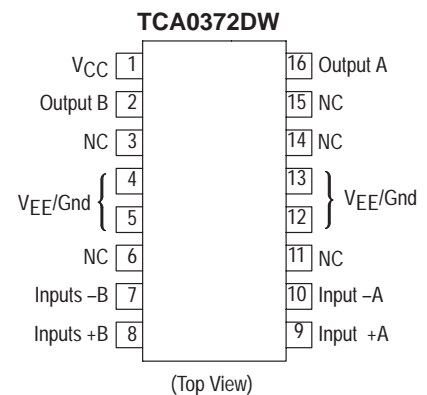 TCA0372DW
VCC 1 16 Output A
Output B 2 15 NC
NC 3 14 NC
VEE/Gnd { 4 13 } VEE/Gnd
5 12
NC 6 11 NC
Inputs –B 7 10 Input –A
Inputs +B 8 9 Input +A
(Top View)